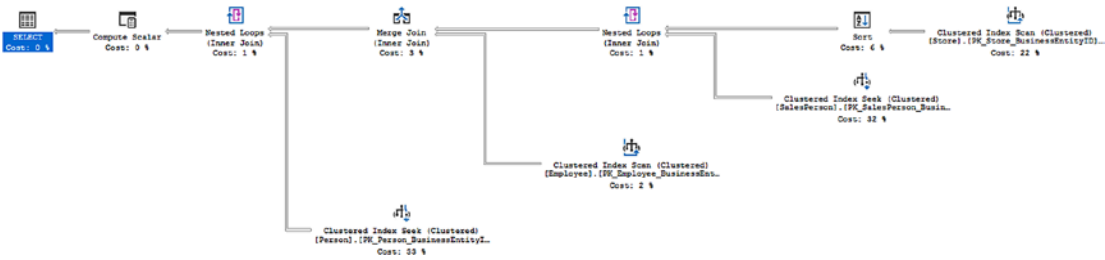 SELECT
Cost: 0 %
Compute Scalar
Cost: 0 %
Nested Loops
(Inner Join)
Cost: 1 %
Merge Join
(Inner Join)
Cost: 3 %
Nested Loops
(Inner Join)
Cost: 1 %
Sort
Cost: 6 %
Clustered Index Scan (Clustered)
[Store].[PK_Store_BusinessEntityID]…
Cost: 22 %
Clustered Index Seek (Clustered)
[SalesPerson].[PK_SalesPerson_Busin…
Cost: 32 %
Clustered Index Scan (Clustered)
[Employee].[PK_Employee_BusinessEnt…
Cost: 2 %
Clustered Index Seek (Clustered)
[Person].[PK_Person_BusinessEntityI…
Cost: 33 %